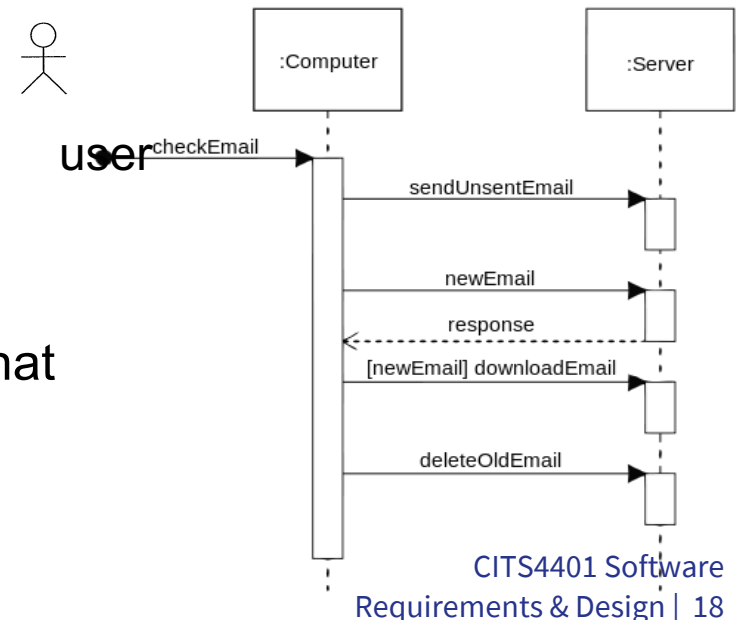 :Computer
:Server
user
checkEmail
sendUnsentEmail
newEmail
response
hat
[newEmail] downloadEmail
deleteOldEmail
CITS4401 Software
Requirements & Design | 18